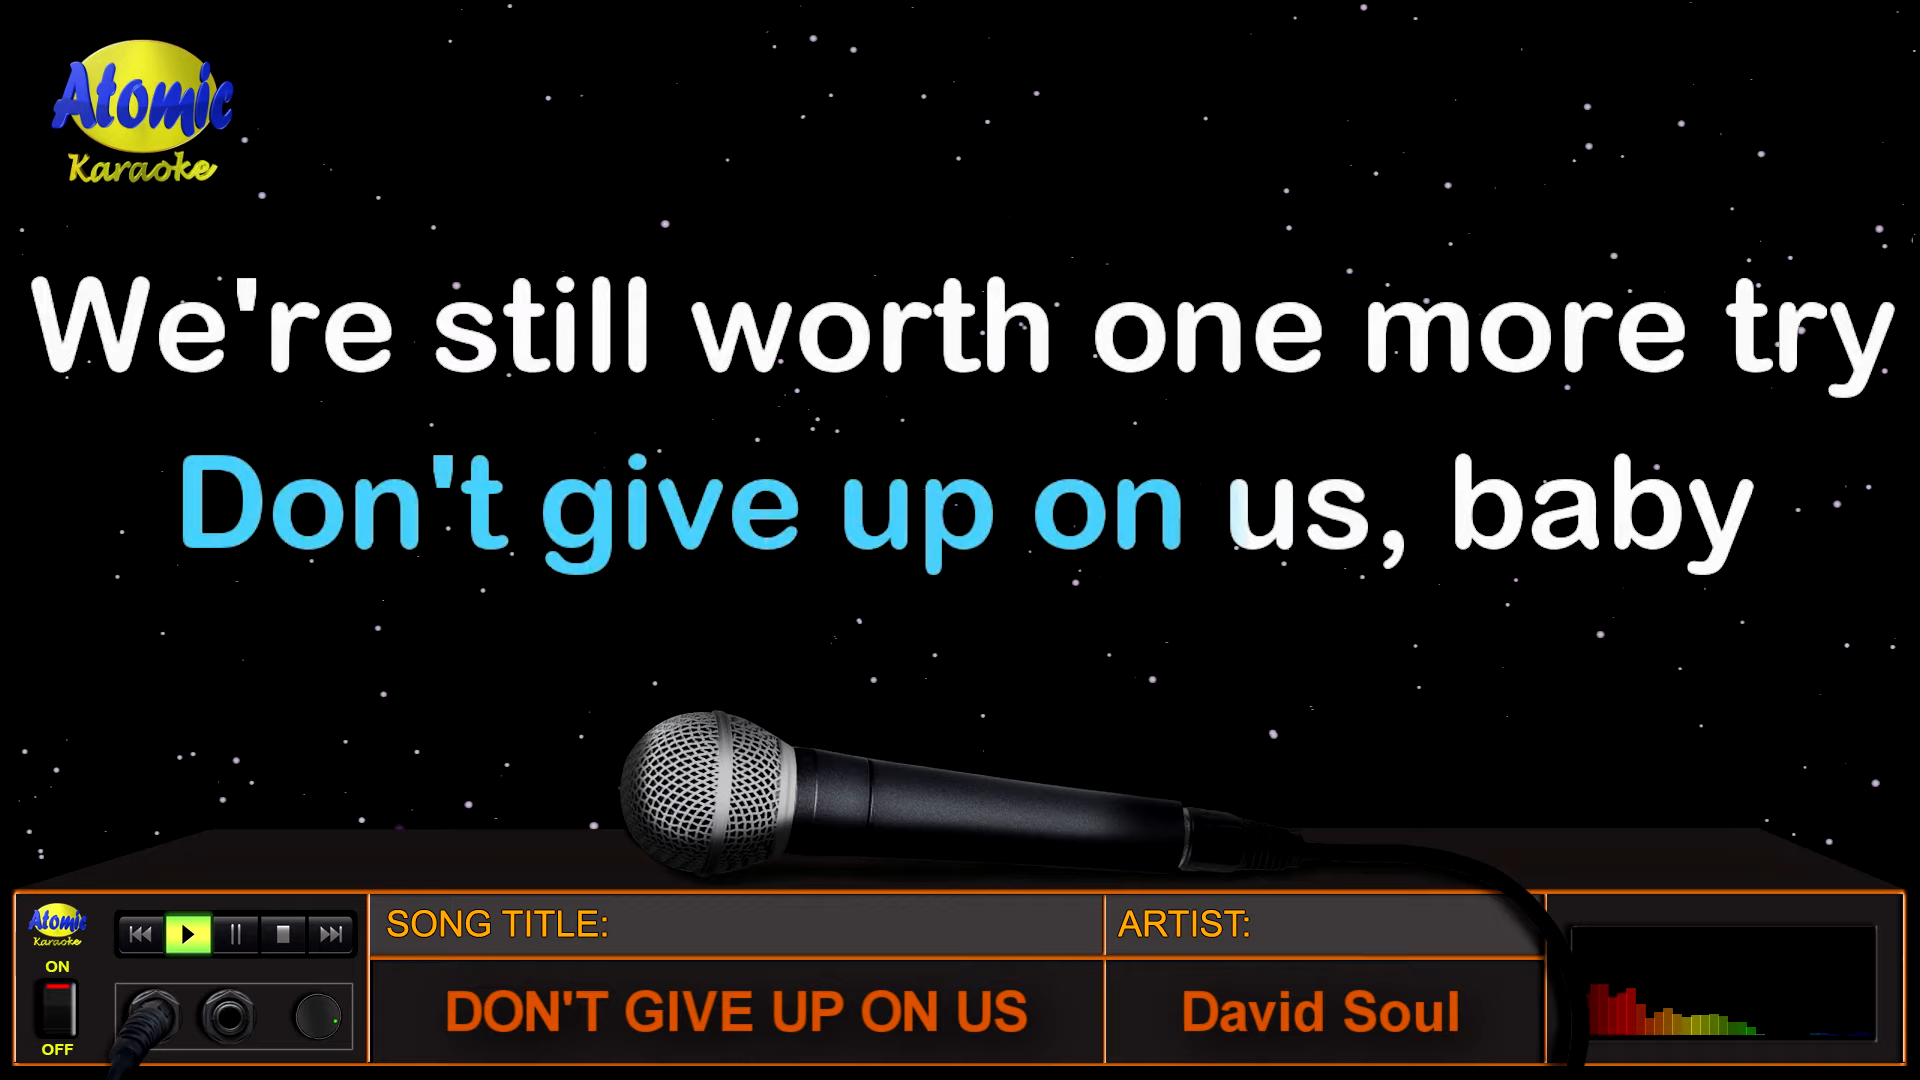 Atomic
Karaoke
We're still worth one more try
Don't give up on us, baby
Atomic
Karaoke
ON
OFF
SONG TITLE:
DON'T GIVE UP ON US
ARTIST:
David Soul